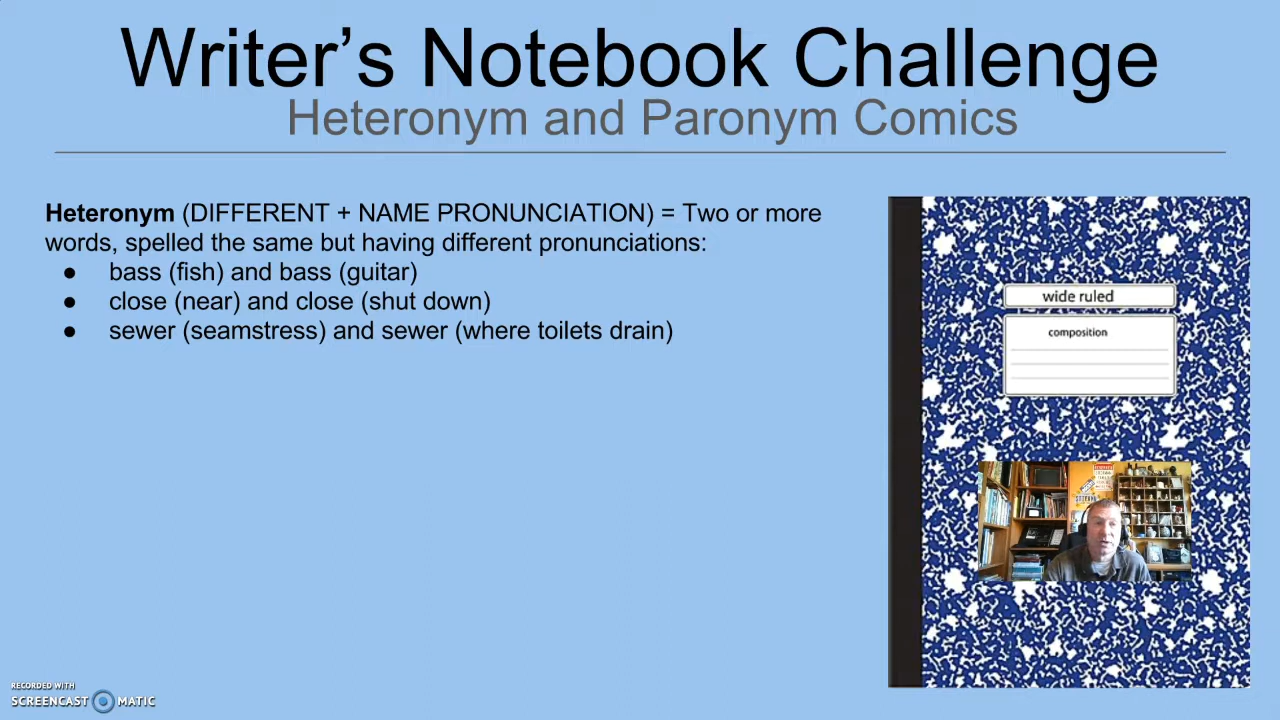 Writer’s Notebook Challenge
Heteronym and Paronym Comics
Heteronym (DIFFERENT + NAME PRONUNCIATION) = Two or more
words, spelled the same but having different pronunciations:
● bass (fish) and bass (guitar)
● close (near) and close (shut down)
● sewer (seamstress) and sewer (where toilets drain)
wide ruled
composition
RECORDED WITH
SCREENCAST MATIC